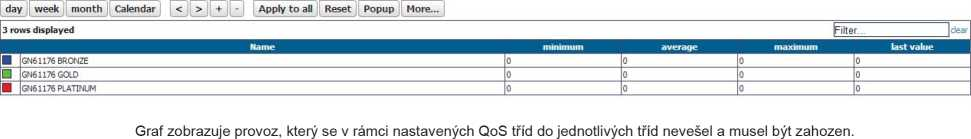 day week month Calendar < > + - Apply to all Reset Popup More...
3 rows displayed Filter... clear
Name minimum average maximum last value
GN61176 BRONZE 0 0 0 0
GN61176 GOLD 0 0 0 0
GN61176 PLATINUM 0 0 0 0
Graf zobrazuje provoz, který se v rámci nastavených QoS tříd do jednotlivých tříd nevešel a musel být zahozen.